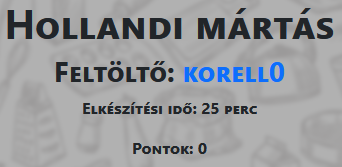 Hollandi mártás
Feltöltő: korell0
Elkészítési idő: 25 perc
Pontok: 0